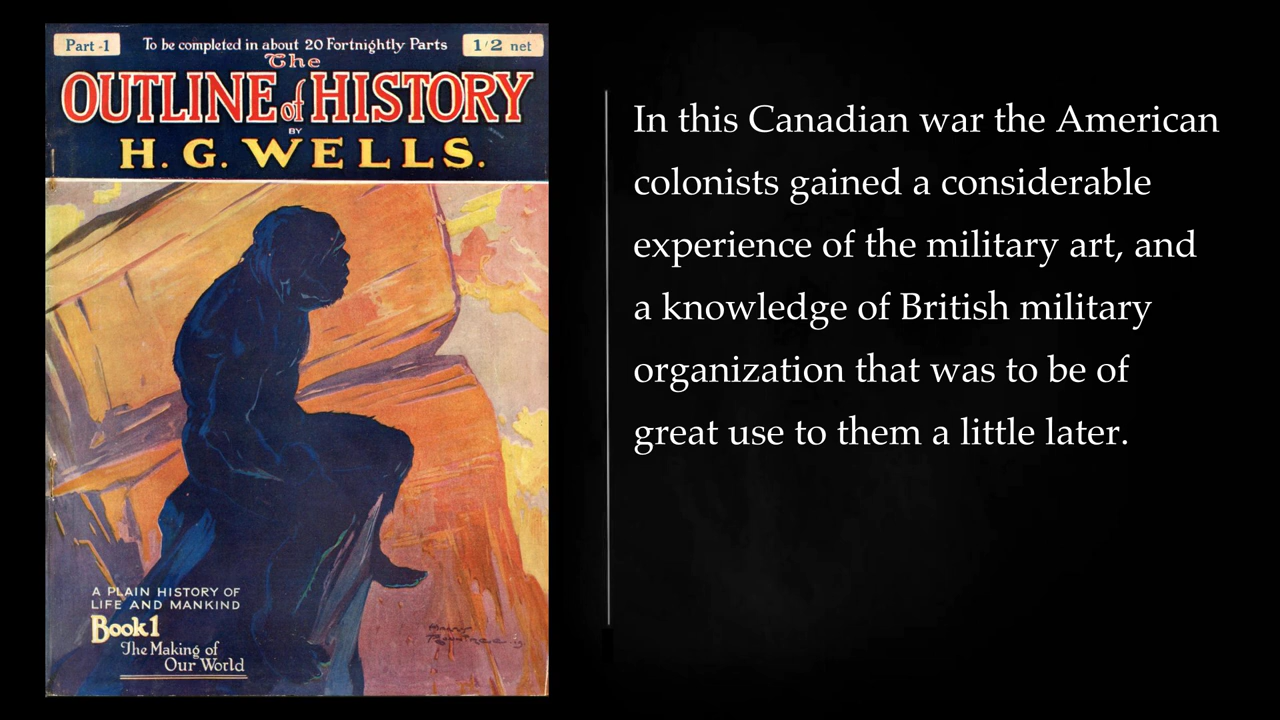 Part -1
To be completed in about 20 Fortnightly Parts
1/2 net
The
OUTLINE of HISTORY
BY
H. G. WELLS.
A PLAIN HISTORY OF
LIFE AND MANKIND
Book 1
The Making of
Our World
In this Canadian war the American
colonists gained a considerable
experience of the military art, and
a knowledge of British military
organization that was to be of
great use to them a little later.